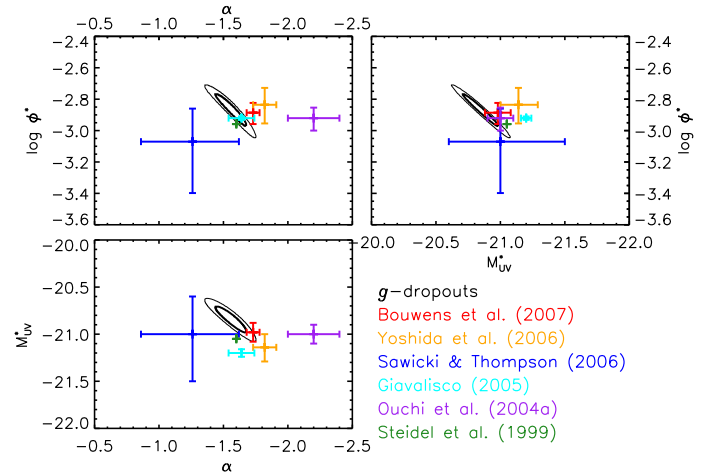 α
−0.5 −1.0 −1.5 −2.0 −2.5
−2.4
−2.6
−2.8
−3.0
−3.2
−3.4
−3.6
log ϕ*
−2.4
−2.6
−2.8
−3.0
−3.2
−3.4
−3.6
log ϕ*
−20.0 −20.5 −21.0 −21.5 −22.0
M*UV
−20.0
−20.5
−21.0
−21.5
−22.0
M*UV
−0.5 −1.0 −1.5 −2.0 −2.5
α
g−dropouts
Bouwens et al. (2007)
Yoshida et al. (2006)
Sawicki & Thompson (2006)
Giavalisco (2005)
Ouchi et al. (2004a)
Steidel et al. (1999)